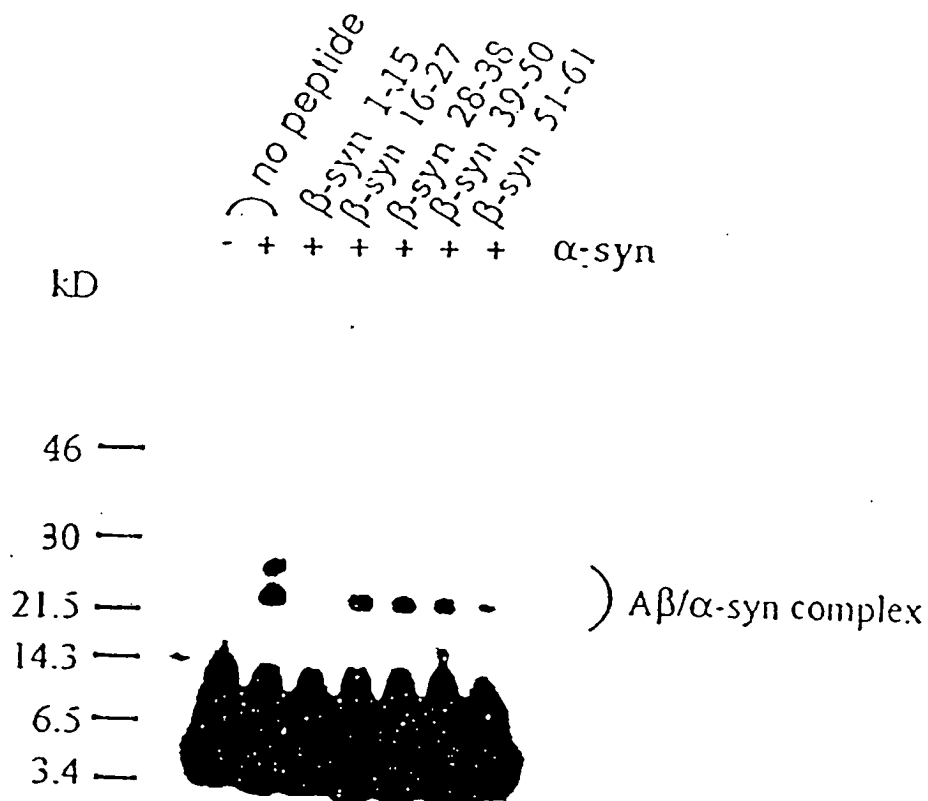 ) no peptide
β-syn 1-15
β-syn 16-27
β-syn 28-38
β-syn 39-50
β-syn 51-61
- + + + + + + α-syn
kD
46
30
21.5
14.3
6.5
3.4
) Aβ/α-syn complex